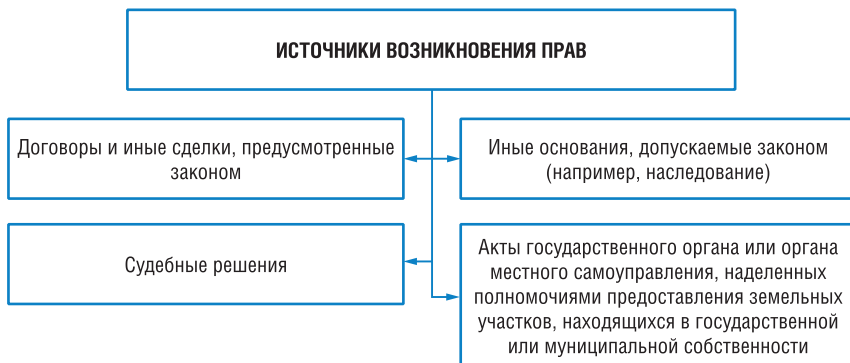 ИСТОЧНИКИ ВОЗНИКНОВЕНИЯ ПРАВ
Договоры и иные сделки, предусмотренные
законом
Иные основания, допускаемые законом
(например, наследование)
Судебные решения
Акты государственного органа или органа
местного самоуправления, наделенных
полномочиями предоставления земельных
участков, находящихся в государственной
или муниципальной собственности